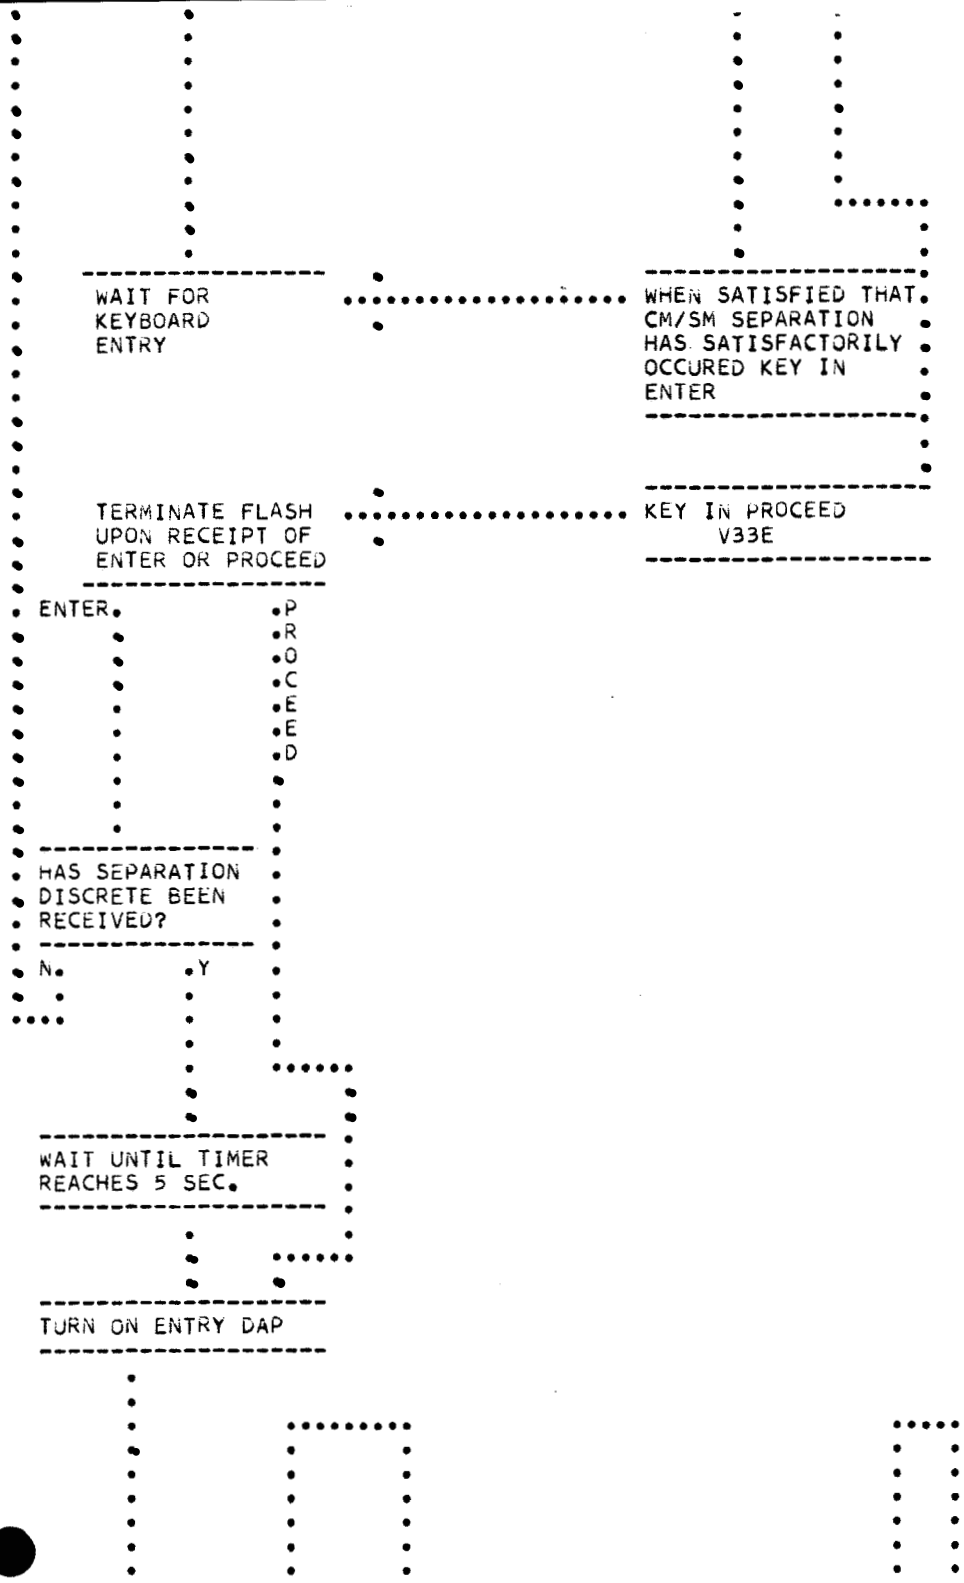 WAIT FOR
KEYBOARD
ENTRY
WHEN SATISFIED THAT
CM/SM SEPARATION
HAS SATISFACTORILY
OCCURED KEY IN
ENTER
TERMINATE FLASH
UPON RECEIPT OF
ENTER OR PROCEED
KEY IN PROCEED
V33E
ENTER
PROCEED
HAS SEPARATION
DISCRETE BEEN
RECEIVED?
N
Y
WAIT UNTIL TIMER
REACHES 5 SEC.
TURN ON ENTRY DAP